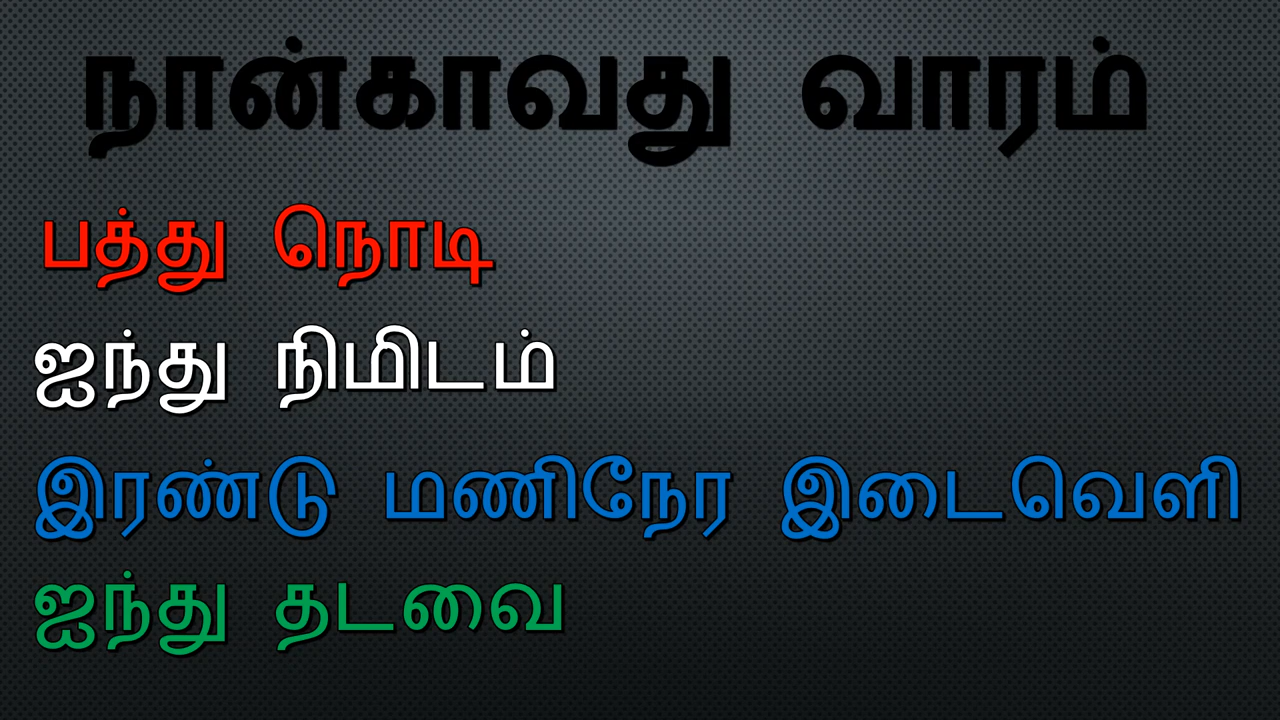 நான்காவது வாரம்
பத்து நொடி
ஐந்து நிமிடம்
இரண்டு மணிநேர இடைவெளி
ஐந்து தடவை